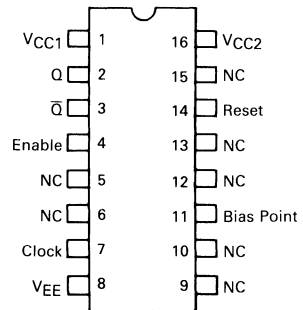 VCC1 1 16 VCC2
Q 2 15 NC
Q̅ 3 14 Reset
Enable 4 13 NC
NC 5 12 NC
NC 6 11 Bias Point
Clock 7 10 NC
VEE 8 9 NC